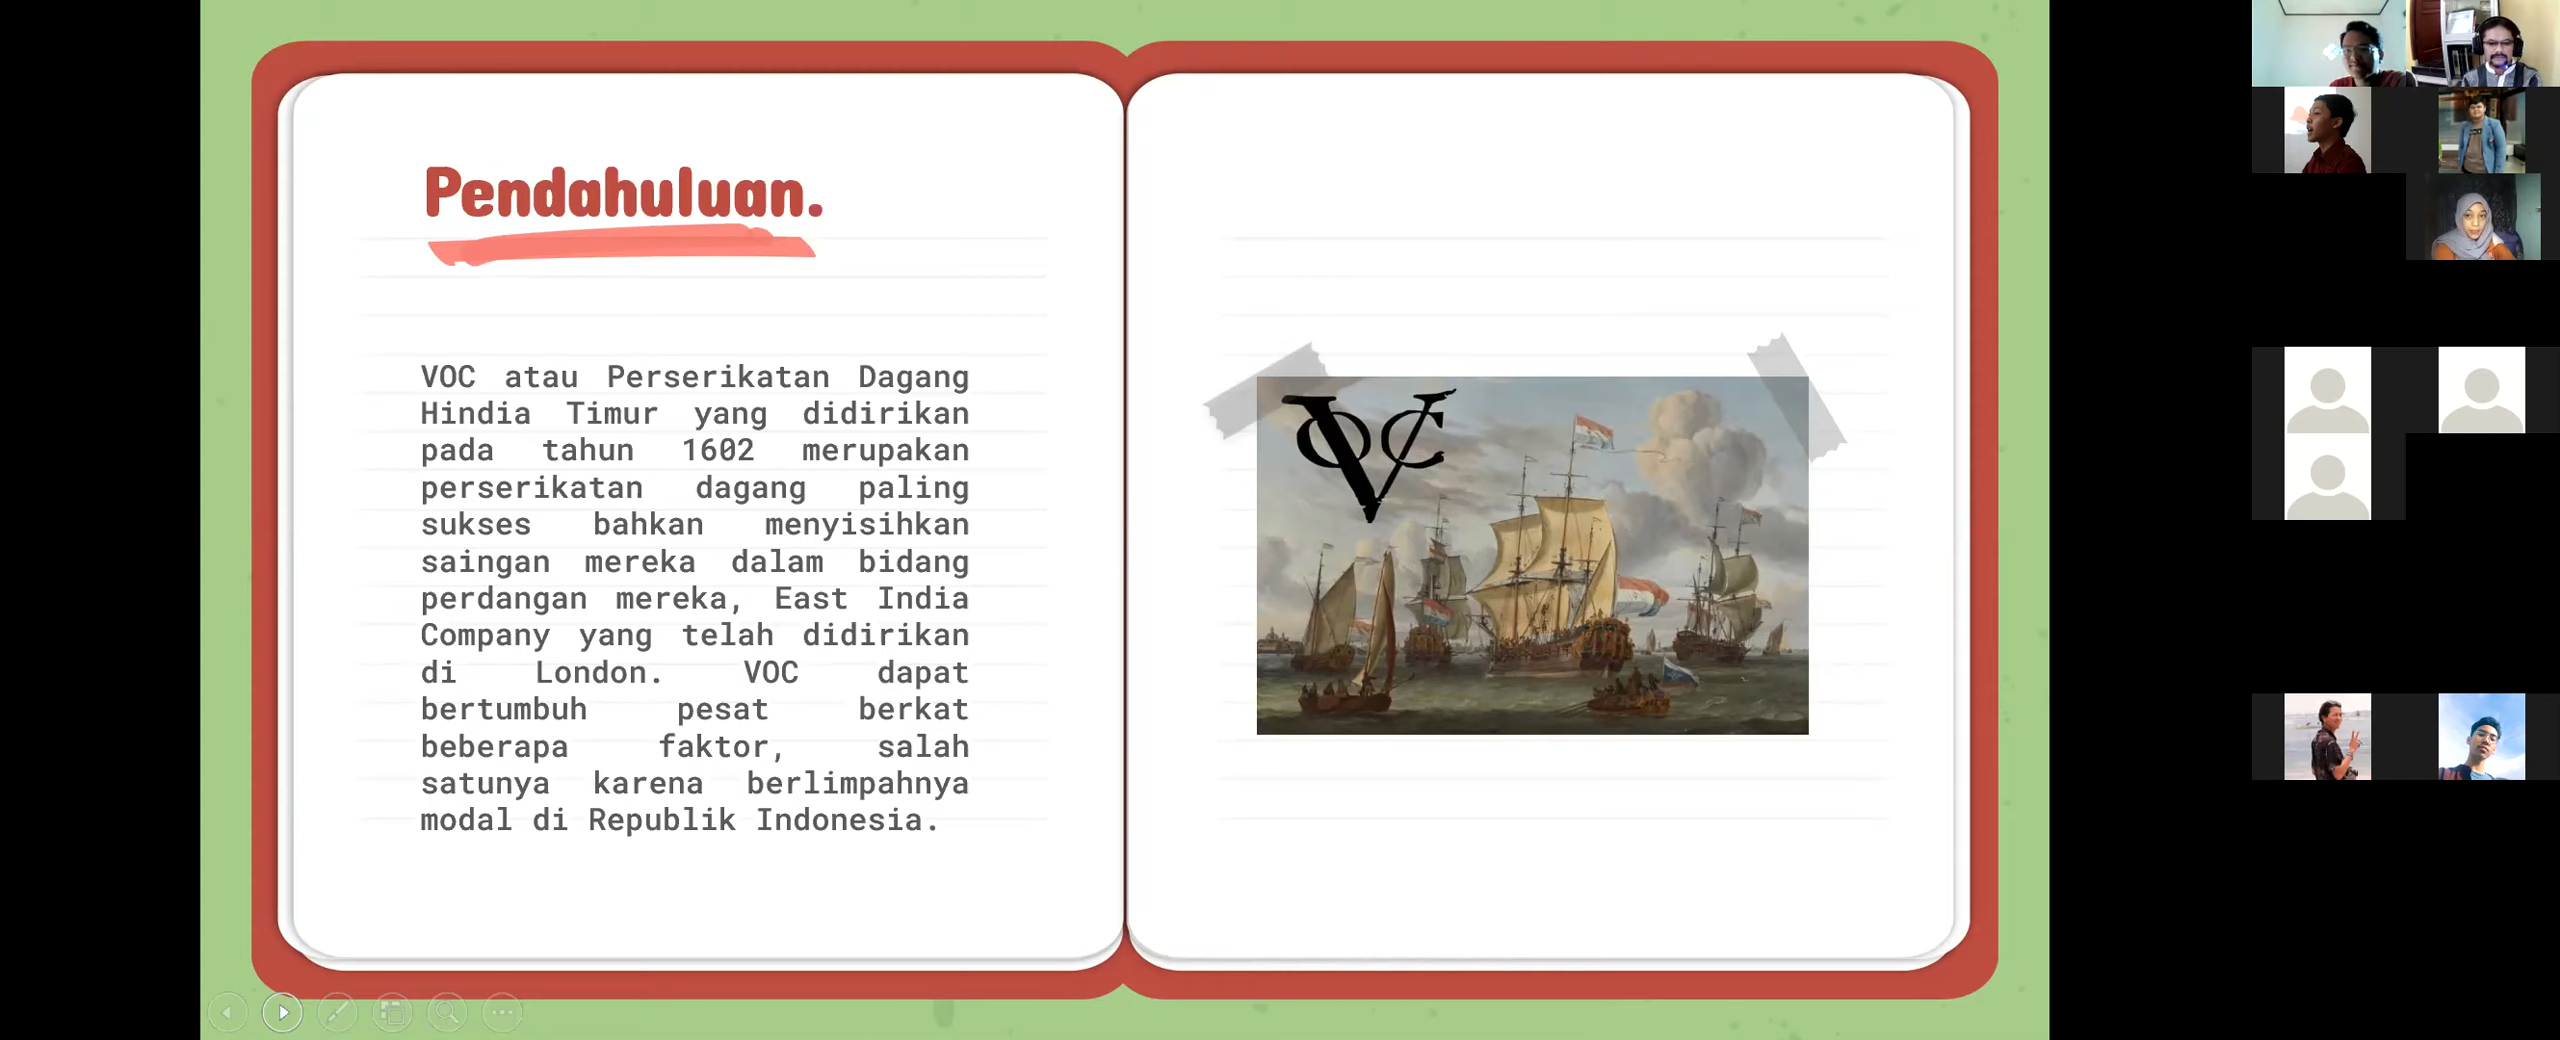 Pendahuluan.
VOC atau Perserikatan Dagang
Hindia Timur yang didirikan
pada tahun 1602 merupakan
perserikatan dagang paling
sukses bahkan menyisihkan
saingan mereka dalam bidang
perdangan mereka, East India
Company yang telah didirikan
di London. VOC dapat
bertumbuh pesat berkat
beberapa faktor, salah
satunya karena berlimpahnya
modal di Republik Indonesia.
VOC